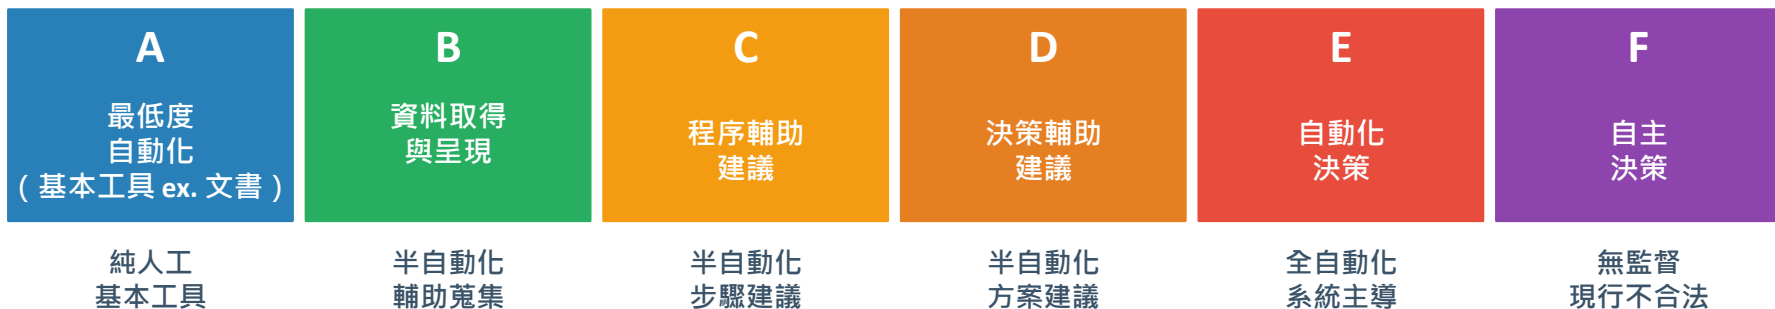 A
最低度
自動化
（基本工具 ex. 文書）
B
資料取得
與呈現
C
程序輔助
建議
D
決策輔助
建議
E
自動化
決策
F
自主
決策
純人工
基本工具
半自動化
輔助蒐集
半自動化
步驟建議
半自動化
方案建議
全自動化
系統主導
無監督
現行不合法